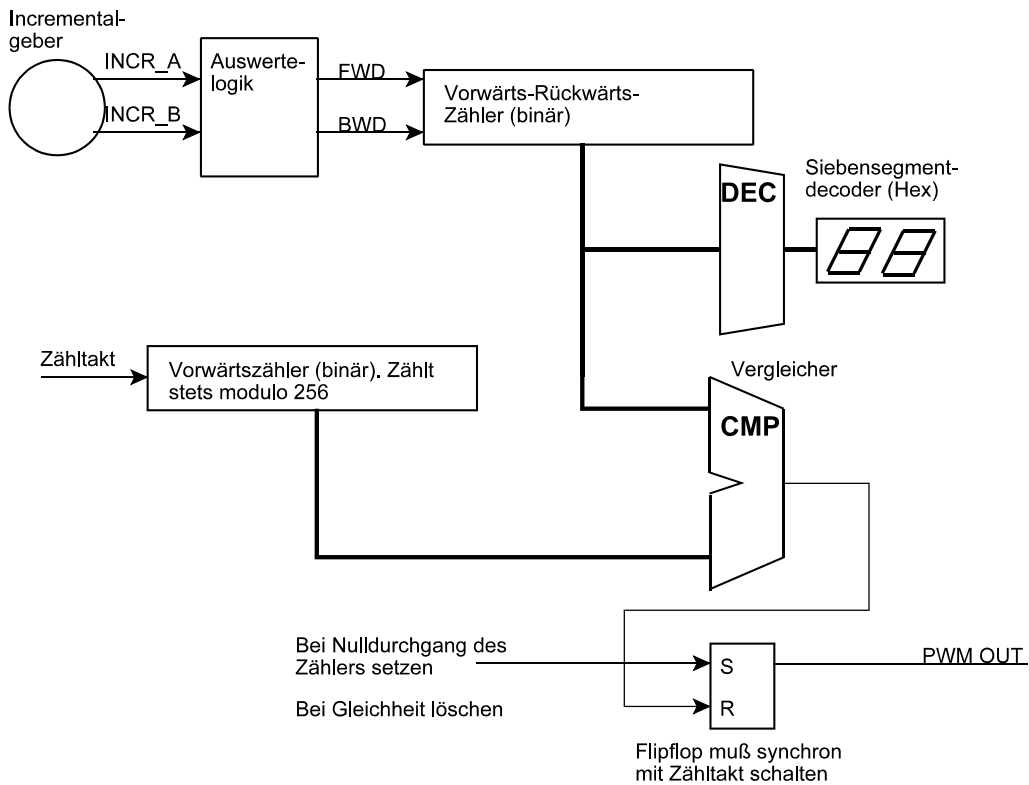 Incremental-
geber
INCR_A
INCR_B
Auswerte-
logik
FWD
BWD
Vorwärts-Rückwärts-
Zähler (binär)
DEC
Siebensegment-
decoder (Hex)
88
Zähltakt
Vorwärtszähler (binär). Zählt
stets modulo 256
Vergleicher
CMP
Bei Nulldurchgang des
Zählers setzen
Bei Gleichheit löschen
S
R
PWM OUT
Flipflop muß synchron
mit Zähltakt schalten